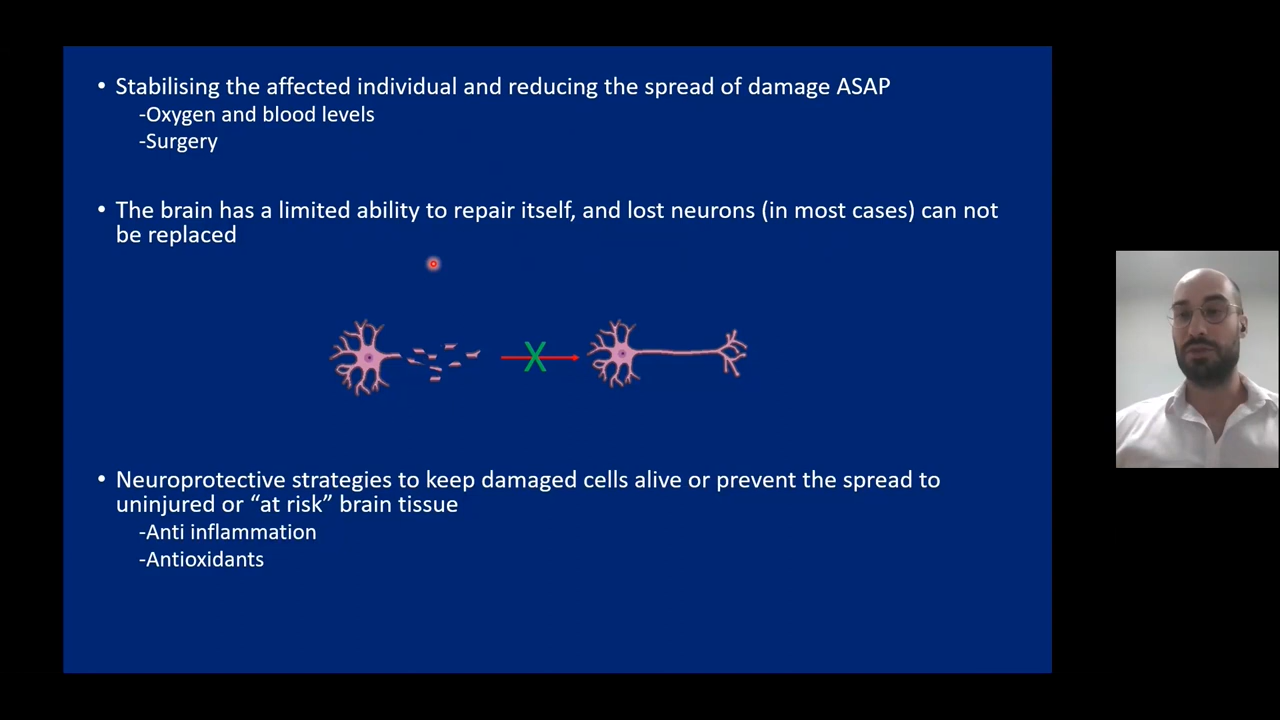 • Stabilising the affected individual and reducing the spread of damage ASAP
-Oxygen and blood levels
-Surgery
• The brain has a limited ability to repair itself, and lost neurons (in most cases) can not
be replaced
X
• Neuroprotective strategies to keep damaged cells alive or prevent the spread to
uninjured or “at risk” brain tissue
-Anti inflammation
-Antioxidants